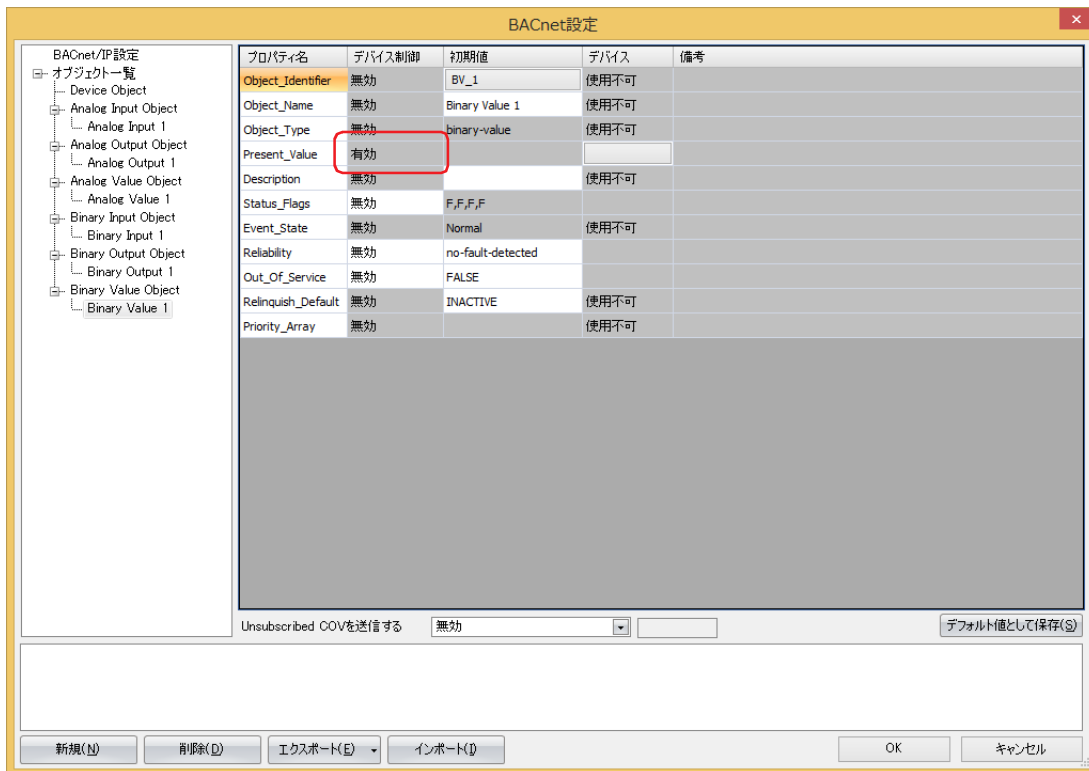 BACnet設定
BACnet/IP設定
オブジェクト一覧
Device Object
Analog Input Object
Analog Input 1
Analog Output Object
Analog Output 1
Analog Value Object
Analog Value 1
Binary Input Object
Binary Input 1
Binary Output Object
Binary Output 1
Binary Value Object
Binary Value 1
プロパティ名 デバイス制御 初期値 デバイス 備考
Object_Identifier 無効 BV_1 使用不可
Object_Name 無効 Binary Value 1 使用不可
Object_Type 無効 binary-value 使用不可
Present_Value 有効
Description 無効 使用不可
Status_Flags 無効 F,F,F,F
Event_State 無効 Normal 使用不可
Reliability 無効 no-fault-detected
Out_Of_Service 無効 FALSE
Relinquish_Default 無効 INACTIVE 使用不可
Priority_Array 無効 使用不可
Unsubscribed COVを送信する 無効 デフォルト値として保存(S)
新規(N) 削除(D) エクスポート(E) インポート(I) OK キャンセル